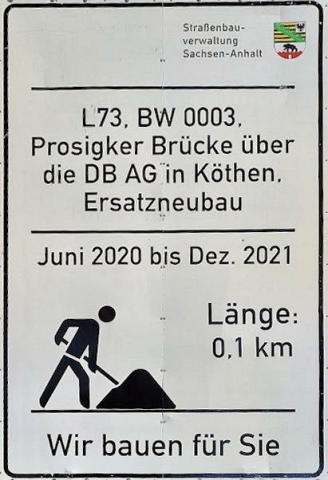 Straßenbau-
verwaltung
Sachsen-Anhalt
L73, BW 0003,
Prosigker Brücke über
die DB AG in Köthen,
Ersatzneubau
Juni 2020 bis Dez. 2021
Länge:
0,1 km
Wir bauen für Sie